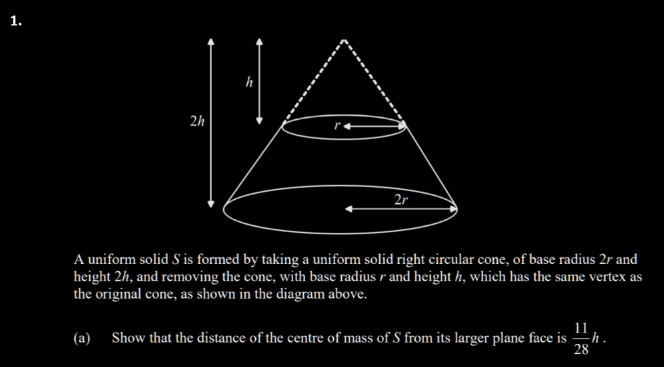 1.
h
2h
r
2r
A uniform solid S is formed by taking a uniform solid right circular cone, of base radius 2r and
height 2h, and removing the cone, with base radius r and height h, which has the same vertex as
the original cone, as shown in the diagram above.
(a) Show that the distance of the centre of mass of S from its larger plane face is 11/28 h.